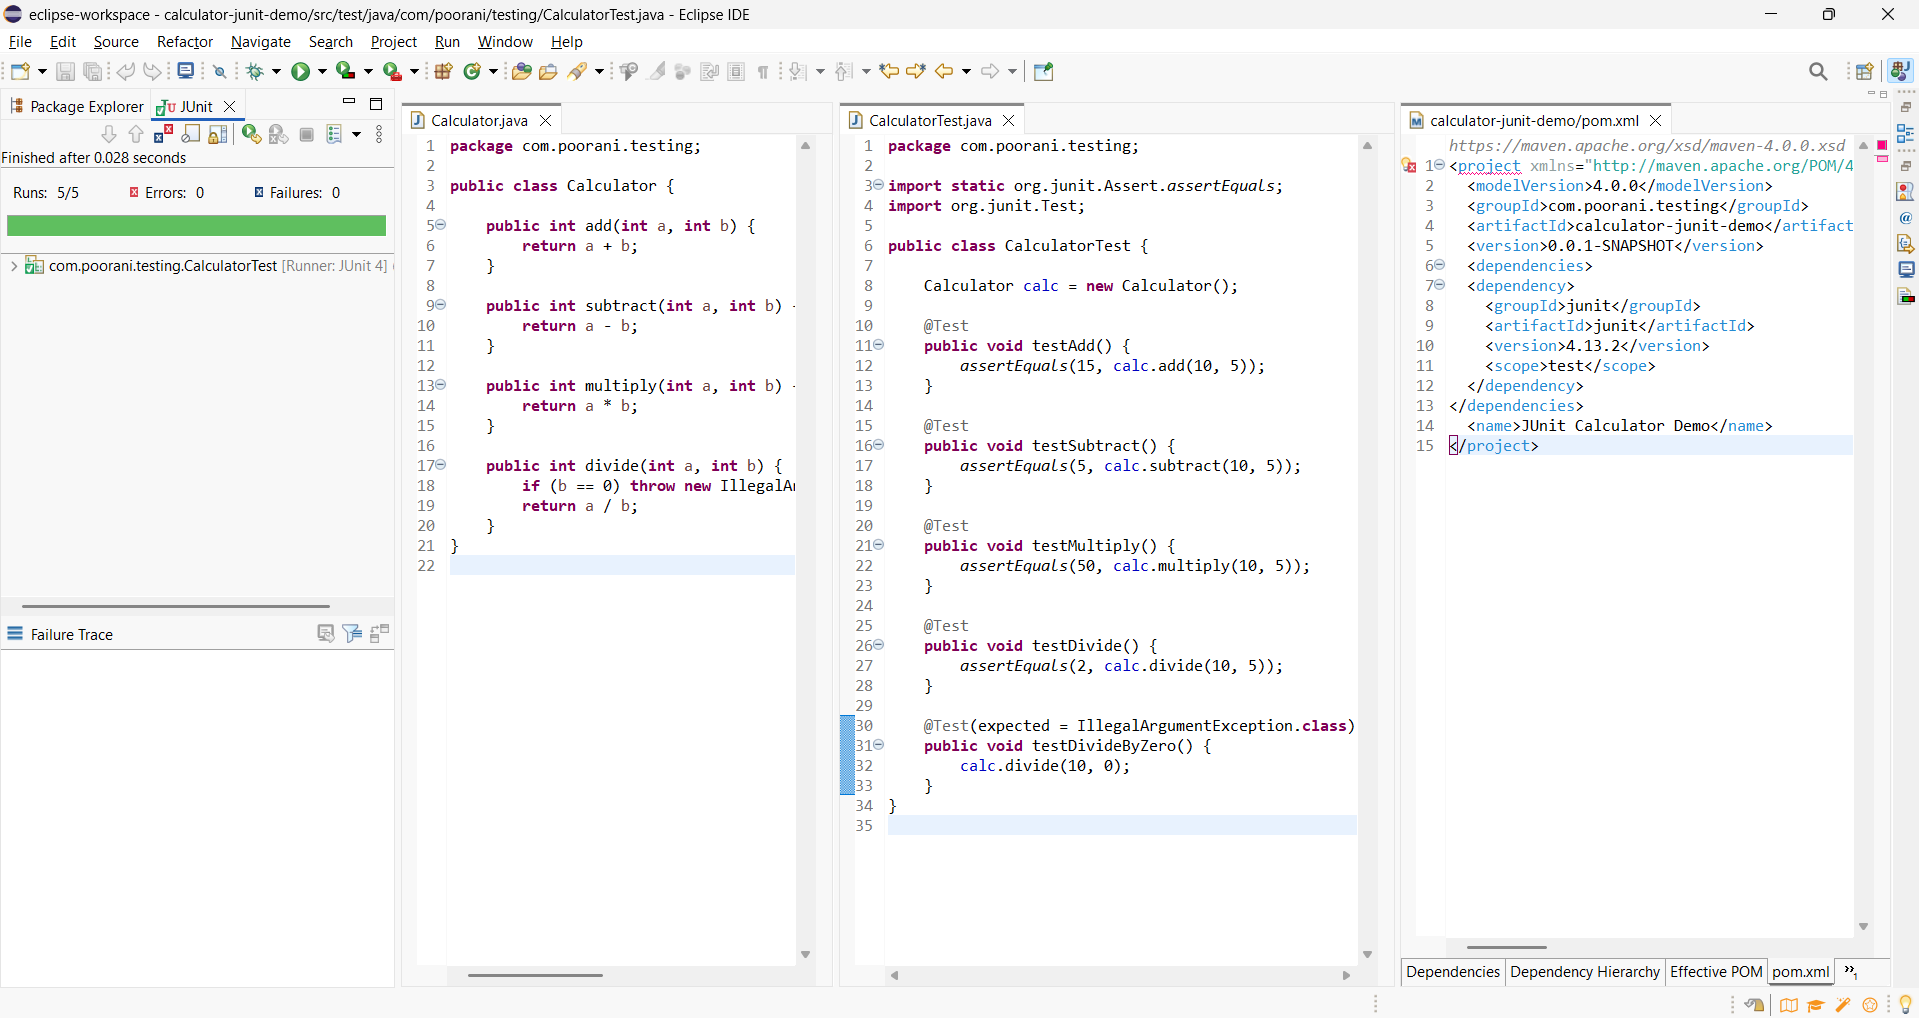 eclipse-workspace - calculator-junit-demo/src/test/java/com/poorani/testing/CalculatorTest.java - Eclipse IDE
File Edit Source Refactor Navigate Search Project Run Window Help
Package Explorer JUnit
Finished after 0.028 seconds
Runs: 5/5 Errors: 0 Failures: 0
com.poorani.testing.CalculatorTest [Runner: JUnit 4]
Failure Trace
Calculator.java
1 package com.poorani.testing;
2
3 public class Calculator {
4
5 public int add(int a, int b) {
6 return a + b;
7 }
8
9 public int subtract(int a, int b)
10 return a - b;
11 }
12
13 public int multiply(int a, int b)
14 return a * b;
15 }
16
17 public int divide(int a, int b) {
18 if (b == 0) throw new IllegalA
19 return a / b;
20 }
21 }
22
CalculatorTest.java
1 package com.poorani.testing;
2
3 import static org.junit.Assert.assertEquals;
4 import org.junit.Test;
5
6 public class CalculatorTest {
7
8 Calculator calc = new Calculator();
9
10 @Test
11 public void testAdd() {
12 assertEquals(15, calc.add(10, 5));
13 }
14
15 @Test
16 public void testSubtract() {
17 assertEquals(5, calc.subtract(10, 5));
18 }
19
20 @Test
21 public void testMultiply() {
22 assertEquals(50, calc.multiply(10, 5));
23 }
24
25 @Test
26 public void testDivide() {
27 assertEquals(2, calc.divide(10, 5));
28 }
29
30 @Test(expected = IllegalArgumentException.class)
31 public void testDivideByZero() {
32 calc.divide(10, 0);
33 }
34 }
35
calculator-junit-demo/pom.xml
https://maven.apache.org/xsd/maven-4.0.0.xsd
1 <project xmlns="http://maven.apache.org/POM/4
2 <modelVersion>4.0.0</modelVersion>
3 <groupId>com.poorani.testing</groupId>
4 <artifactId>calculator-junit-demo</artifact
5 <version>0.0.1-SNAPSHOT</version>
6 <dependencies>
7 <dependency>
8 <groupId>junit</groupId>
9 <artifactId>junit</artifactId>
10 <version>4.13.2</version>
11 <scope>test</scope>
12 </dependency>
13 </dependencies>
14 <name>JUnit Calculator Demo</name>
15 </project>
Dependencies Dependency Hierarchy Effective POM pom.xml »1